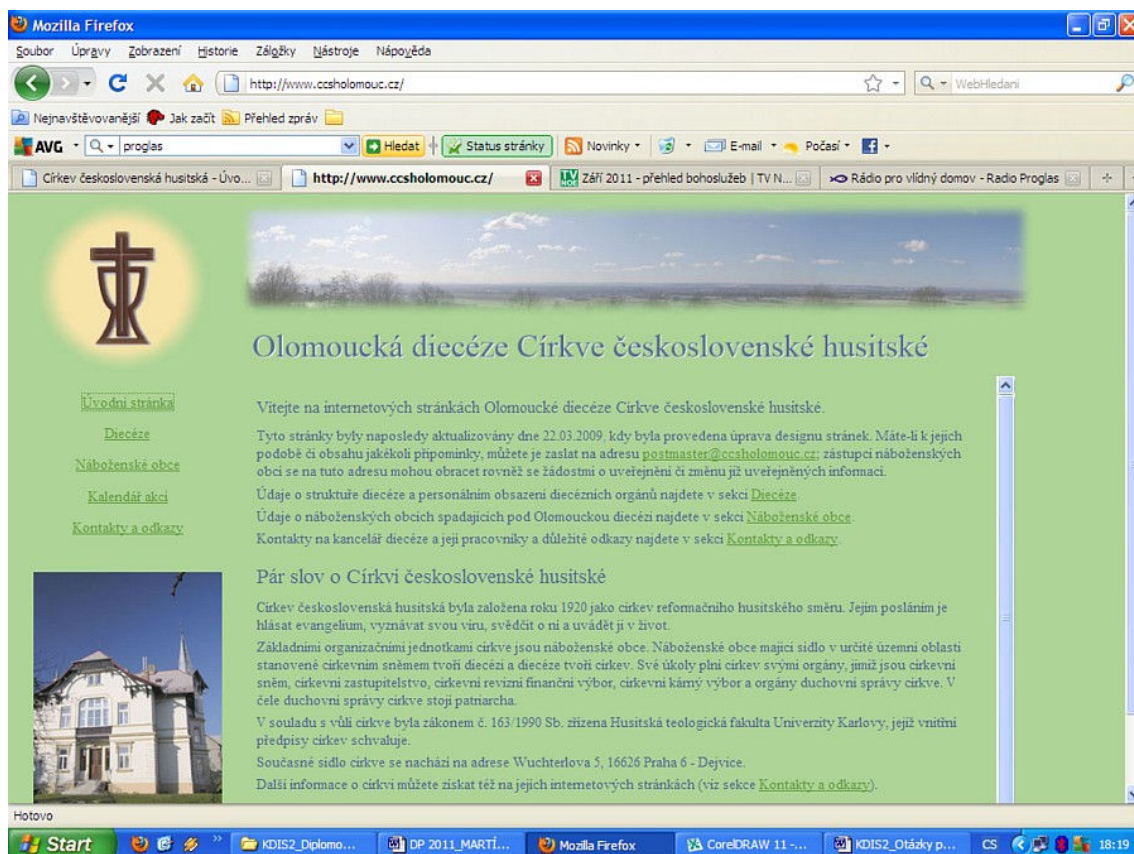 Mozilla Firefox
Soubor Úpravy Zobrazení Historie Záložky Nástroje Nápověda
http://www.ccsholomouc.cz/ WebHledani
Nejnavštěvovanější Jak začít Přehled zpráv
AVG proglas Hledat Status stránky Novinky E-mail Počasí
Církev československá husitská - Úvo... http://www.ccsholomouc.cz/ TV NOE Září 2011 - přehled bohoslužeb | TV N... Rádio pro vlídný domov - Radio Proglas
Olomoucká diecéze Církve československé husitské
Úvodní stránka
Diecéze
Náboženské obce
Kalendář akcí
Kontakty a odkazy
Vítejte na internetových stránkách Olomoucké diecéze Církve československé husitské.
Tyto stránky byly naposledy aktualizovány dne 22.03.2009, kdy byla provedena úprava designu stránek. Máte-li k jejich
podobě či obsahu jakékoli připomínky, můžete je zaslat na adresu postmaster@ccsholomouc.cz; zástupci náboženských
obcí se na tuto adresu mohou obracet rovněž se žádostmi o uveřejnění či změnu již uveřejněných informací.
Údaje o struktuře diecéze a personálním obsazení diecézních orgánů najdete v sekci Diecéze.
Údaje o náboženských obcích spadajících pod Olomouckou diecézi najdete v sekci Náboženské obce.
Kontakty na kancelář diecéze a její pracovníky a důležité odkazy najdete v sekci Kontakty a odkazy.
Pár slov o Církvi československé husitské
Církev československá husitská byla založena roku 1920 jako církev reformačního husitského směru. Jejím posláním je
hlásat evangelium, vyznávat svou víru, svědčit o ní a uvádět ji v život.
Základními organizačními jednotkami církve jsou náboženské obce. Náboženské obce mající sídlo v určité územní oblasti
stanovené církevním sněmem tvoří diecézi a diecéze tvoří církev. Své úkoly plní církev svými orgány, jimiž jsou církevní
sněm, církevní zastupitelstvo, církevní revizní finanční výbor, církevní kárný výbor a orgány duchovní správy církve. V
čele duchovní správy církve stojí patriarcha.
V souladu s vůlí církve byla zákonem č. 163/1990 Sb. zřízena Husitská teologická fakulta Univerzity Karlovy, jejíž vnitřní
předpisy církev schvaluje.
Současné sídlo církve se nachází na adrese Wuchterlova 5, 16626 Praha 6 - Dejvice.
Další informace o církvi můžete získat též na jejích internetových stránkách (viz sekce Kontakty a odkazy).
Hotovo
Start KDIS2_Diplomo... DP 2011_MARTÍ... Mozilla Firefox CorelDRAW 11 -... KDIS2_Otázky p... CS 18:19